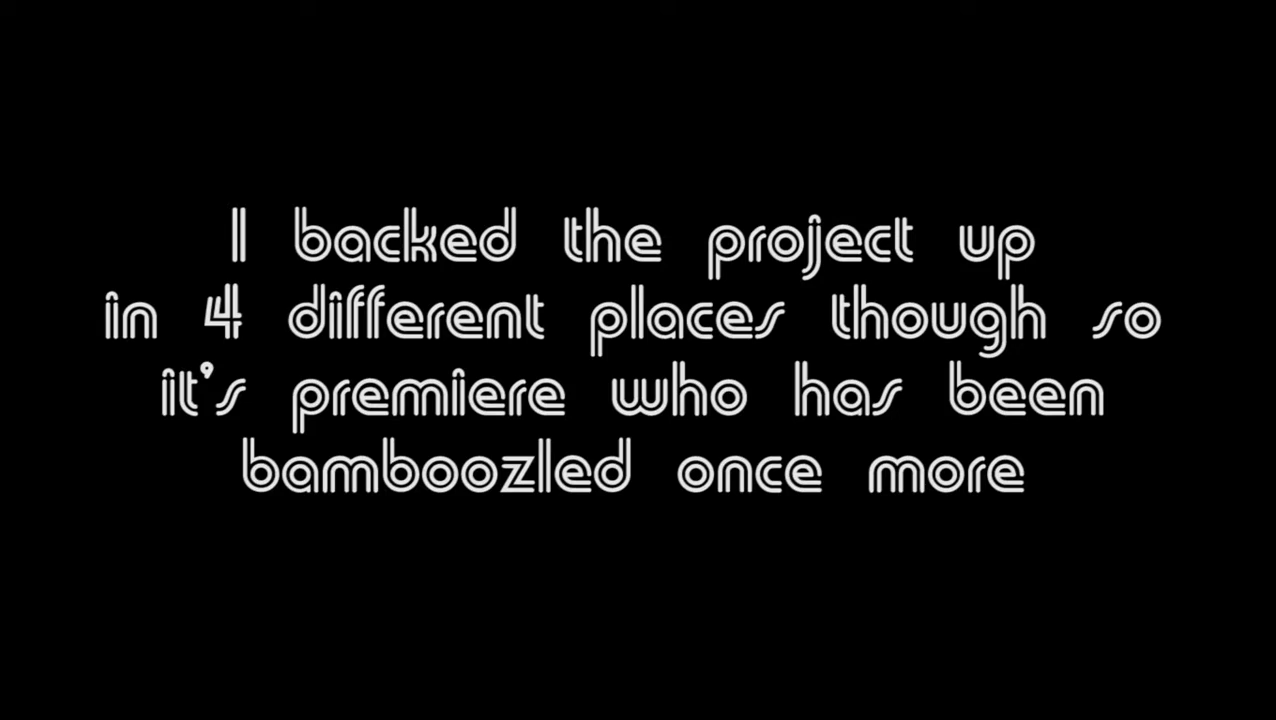 I backed the project up
in 4 different places though so
it's premiere who has been
bamboozled once more